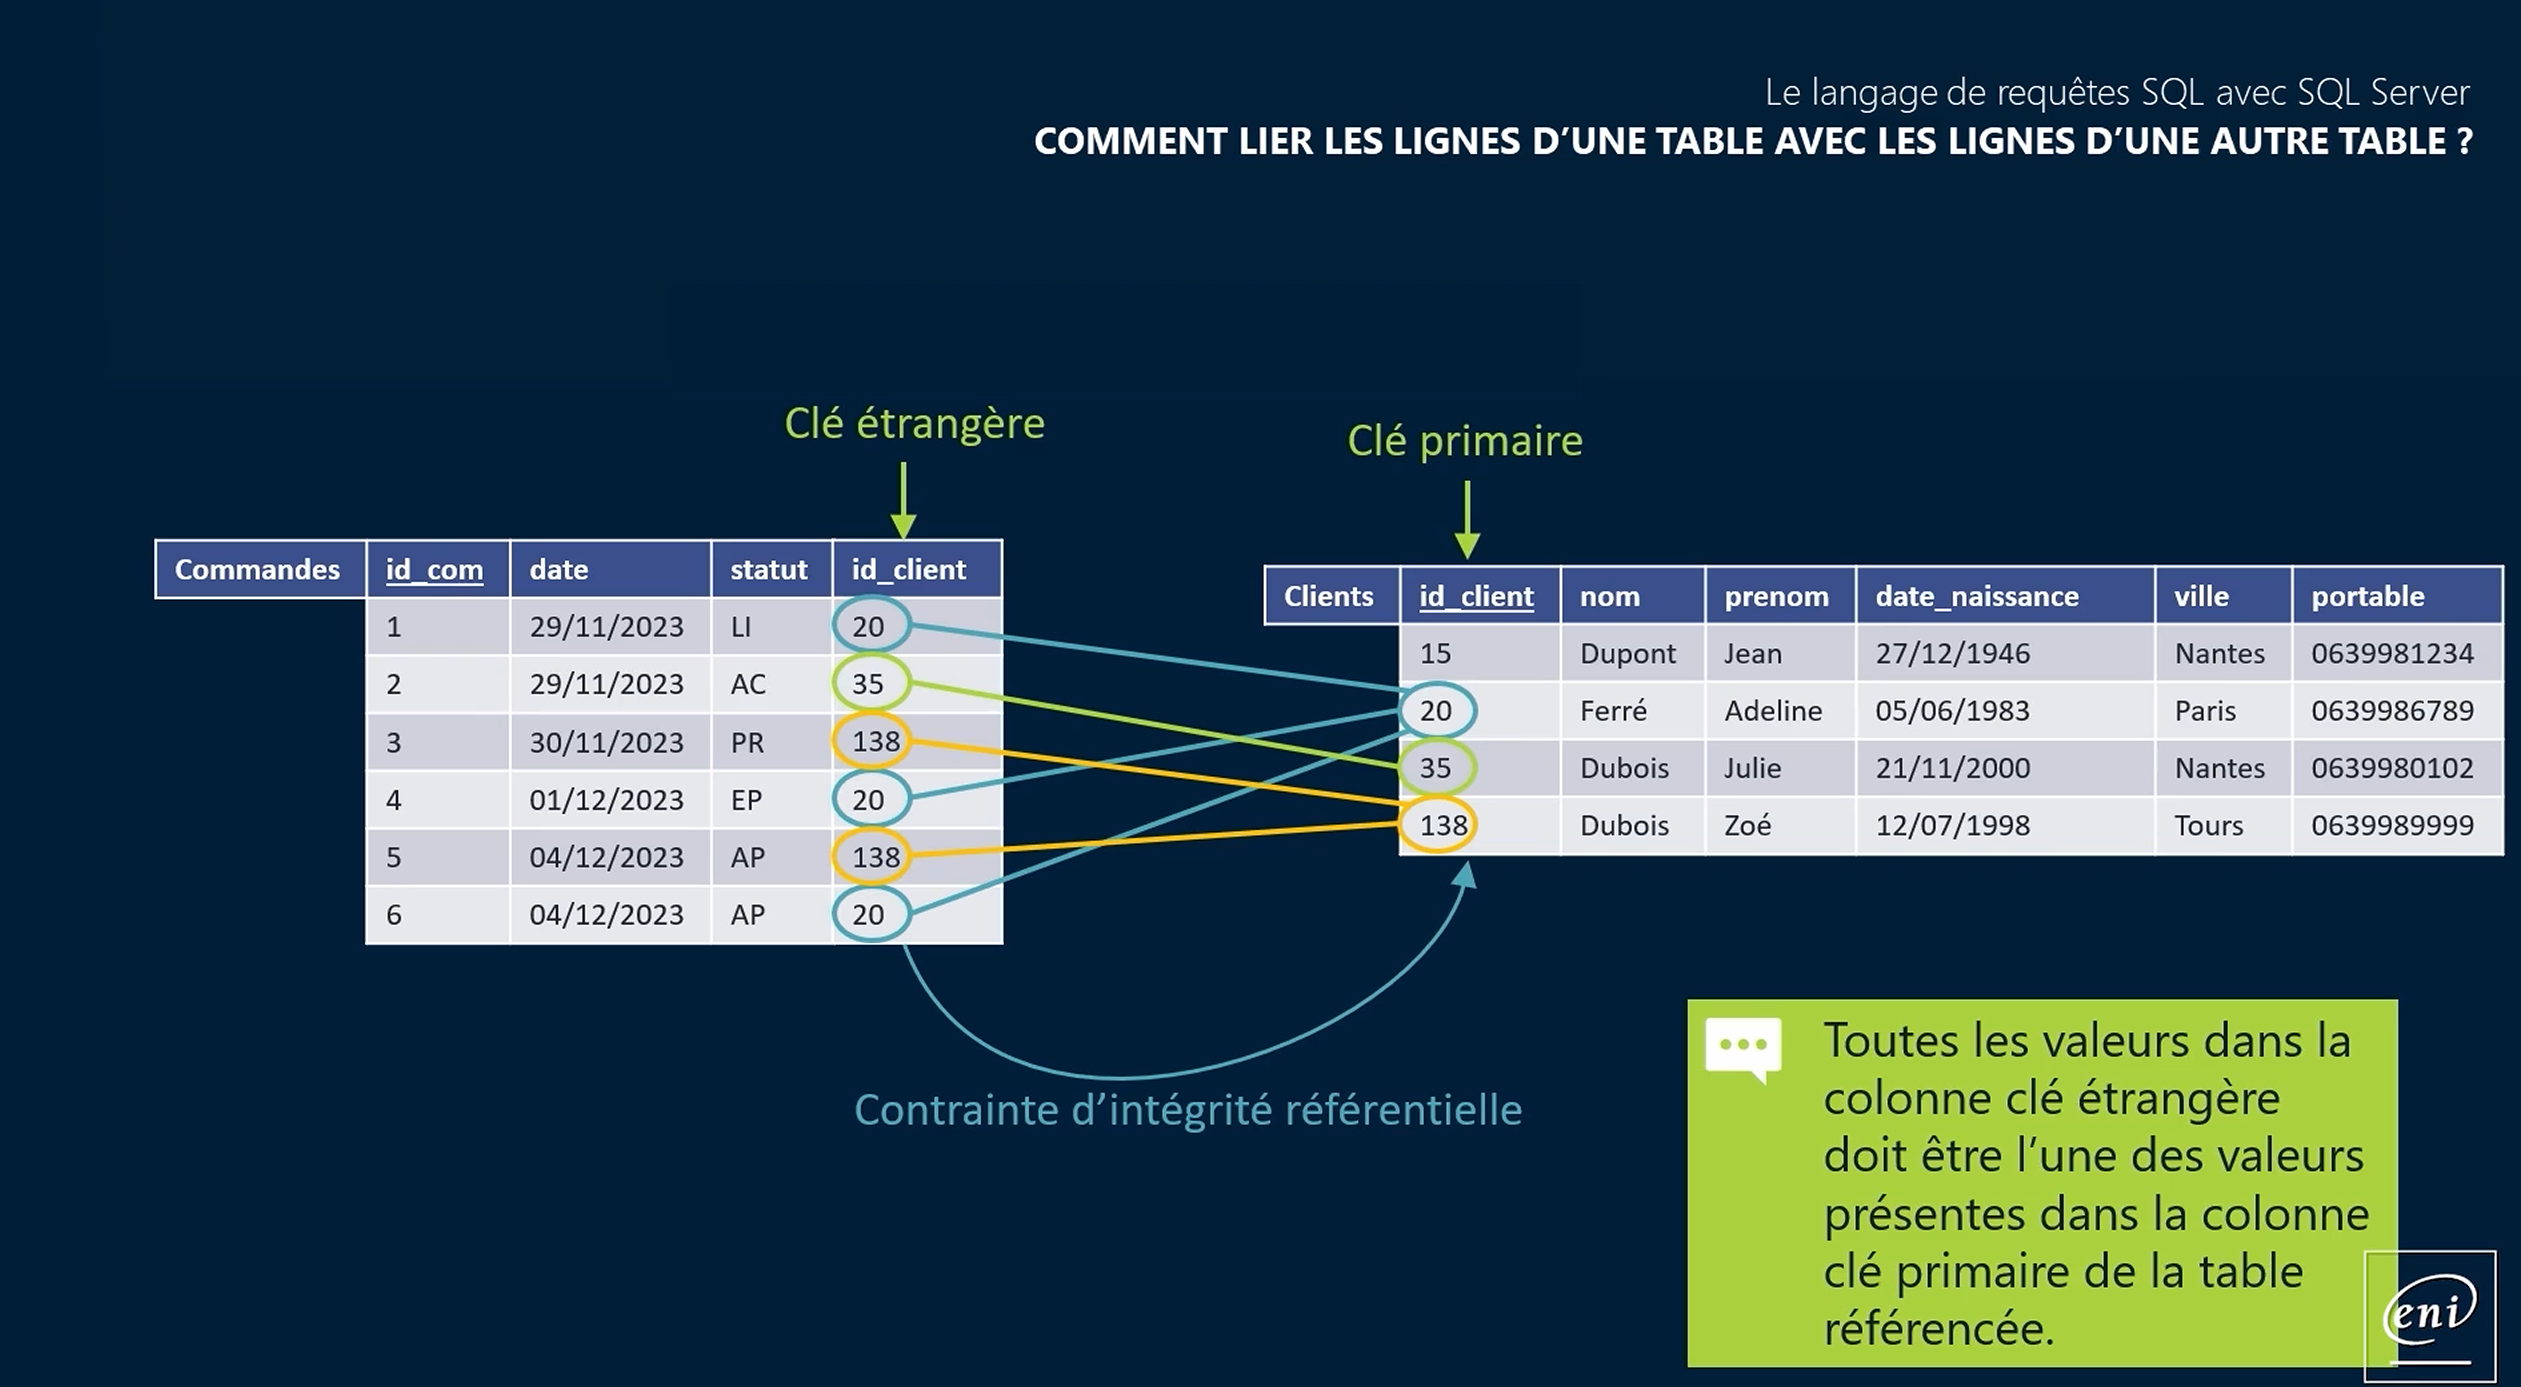 Le langage de requêtes SQL avec SQL Server
COMMENT LIER LES LIGNES D’UNE TABLE AVEC LES LIGNES D’UNE AUTRE TABLE ?
Clé étrangère
Clé primaire
Commandes id_com date statut id_client
1 29/11/2023 LI 20
2 29/11/2023 AC 35
3 30/11/2023 PR 138
4 01/12/2023 EP 20
5 04/12/2023 AP 138
6 04/12/2023 AP 20
Clients id_client nom prenom date_naissance ville portable
15 Dupont Jean 27/12/1946 Nantes 0639981234
20 Ferré Adeline 05/06/1983 Paris 0639986789
35 Dubois Julie 21/11/2000 Nantes 0639980102
138 Dubois Zoé 12/07/1998 Tours 0639989999
Contrainte d’intégrité référentielle
Toutes les valeurs dans la
colonne clé étrangère
doit être l’une des valeurs
présentes dans la colonne
clé primaire de la table
référencée.
eni